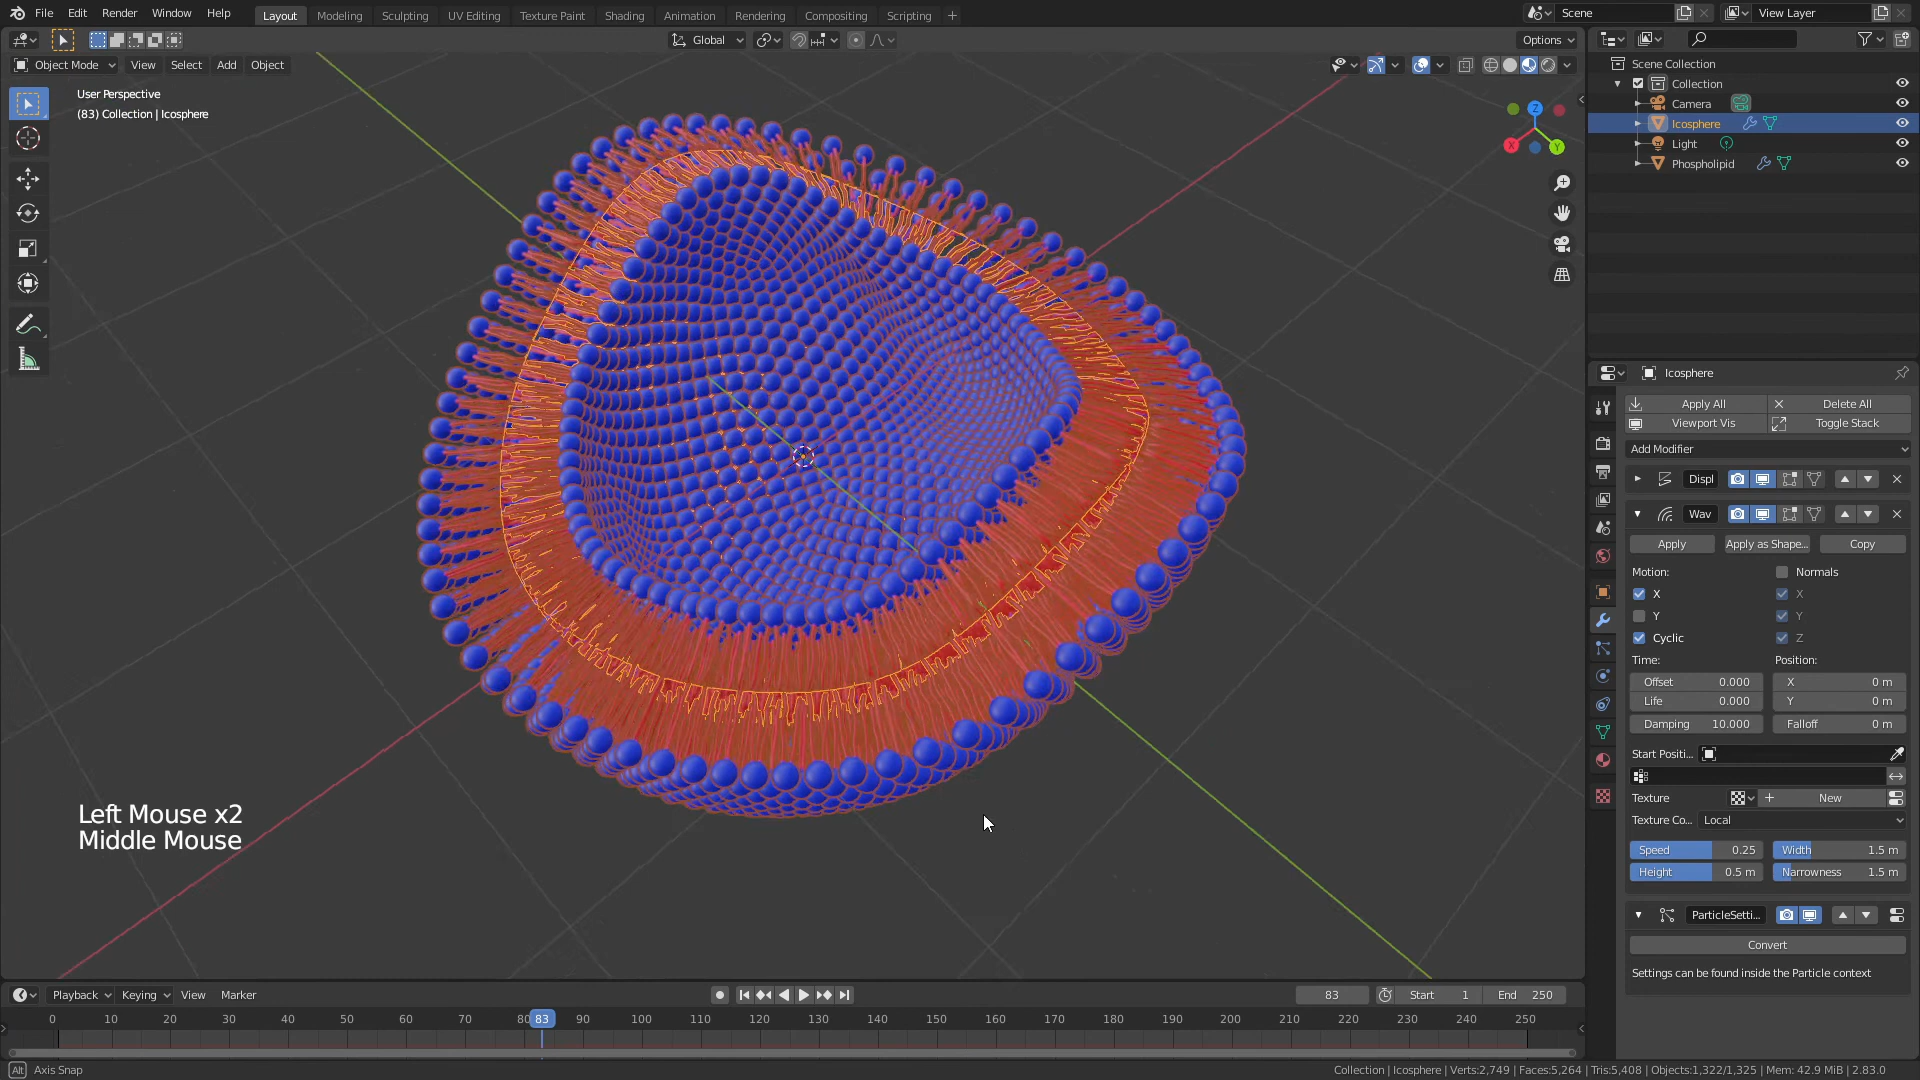 File Edit Render Window Help Layout Modeling Sculpting UV Editing Texture Paint Shading Animation Rendering Compositing Scripting + Scene View Layer
Global Options
Object Mode View Select Add Object
User Perspective
(83) Collection | Icosphere
Z
X
Y
Scene Collection
Collection
Camera
Icosphere
Light
Phospholipid
Icosphere
Apply All Delete All
Viewport Vis Toggle Stack
Add Modifier
Displ
Wav
Apply Apply as Shape... Copy
Motion: Normals
X X
Y Y
Cyclic Z
Time: Position:
Offset 0.000 X 0 m
Life 0.000 Y 0 m
Damping 10.000 Falloff 0 m
Start Positi...
Texture New
Texture Co... Local
Speed 0.25 Width 1.5 m
Height 0.5 m Narrowness 1.5 m
ParticleSetti...
Convert
Settings can be found inside the Particle context
Left Mouse x2
Middle Mouse
Playback Keying View Marker 83 Start 1 End 250
0 10 20 30 40 50 60 70 80 83 90 100 110 120 130 140 150 160 170 180 190 200 210 220 230 240 250
Alt Axis Snap Collection | Icosphere | Verts:2,749 | Faces:5,264 | Tris:5,408 | Objects:1,322/1,325 | Mem: 42.9 MiB | 2.83.0